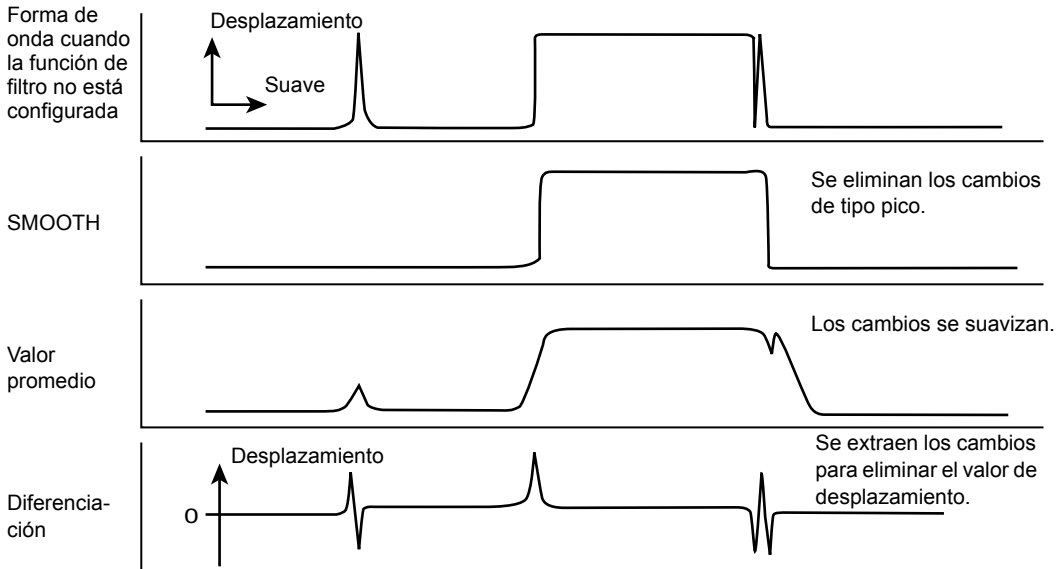 Forma de
onda cuando
la función de
filtro no está
configurada
Desplazamiento
Suave
SMOOTH
Se eliminan los cambios
de tipo pico.
Valor
promedio
Los cambios se suavizan.
Diferencia-
ción
Desplazamiento
0
Se extraen los cambios
para eliminar el valor de
desplazamiento.